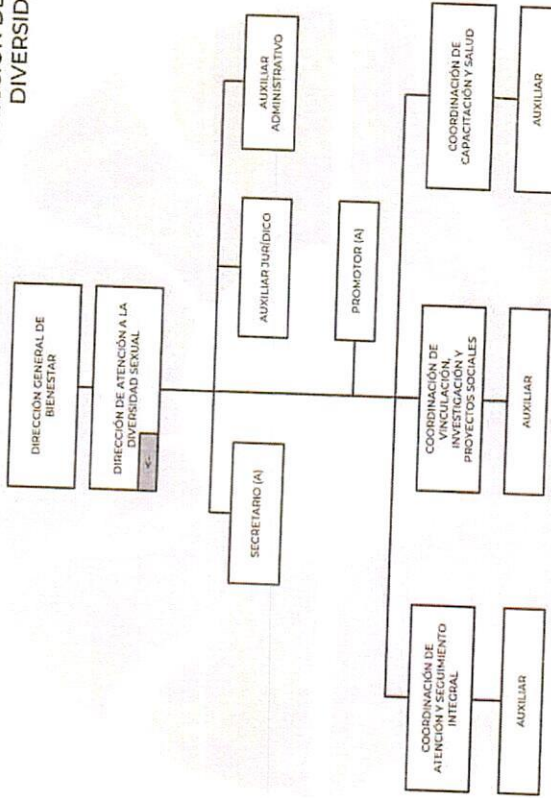 DIVERSID
DIRECCIÓN GENERAL DE
BIENESTAR
DIRECCIÓN DE ATENCIÓN A LA
DIVERSIDAD SEXUAL
<-
SECRETARIO (A)
AUXILIAR JURÍDICO
AUXILIAR
ADMINISTRATIVO
PROMOTOR (A)
COORDINACIÓN DE
ATENCIÓN Y SEGUIMIENTO
INTEGRAL
COORDINACIÓN DE
VINCULACIÓN,
INVESTIGACIÓN Y
PROYECTOS SOCIALES
COORDINACIÓN DE
CAPACITACIÓN Y SALUD
AUXILIAR
AUXILIAR
AUXILIAR